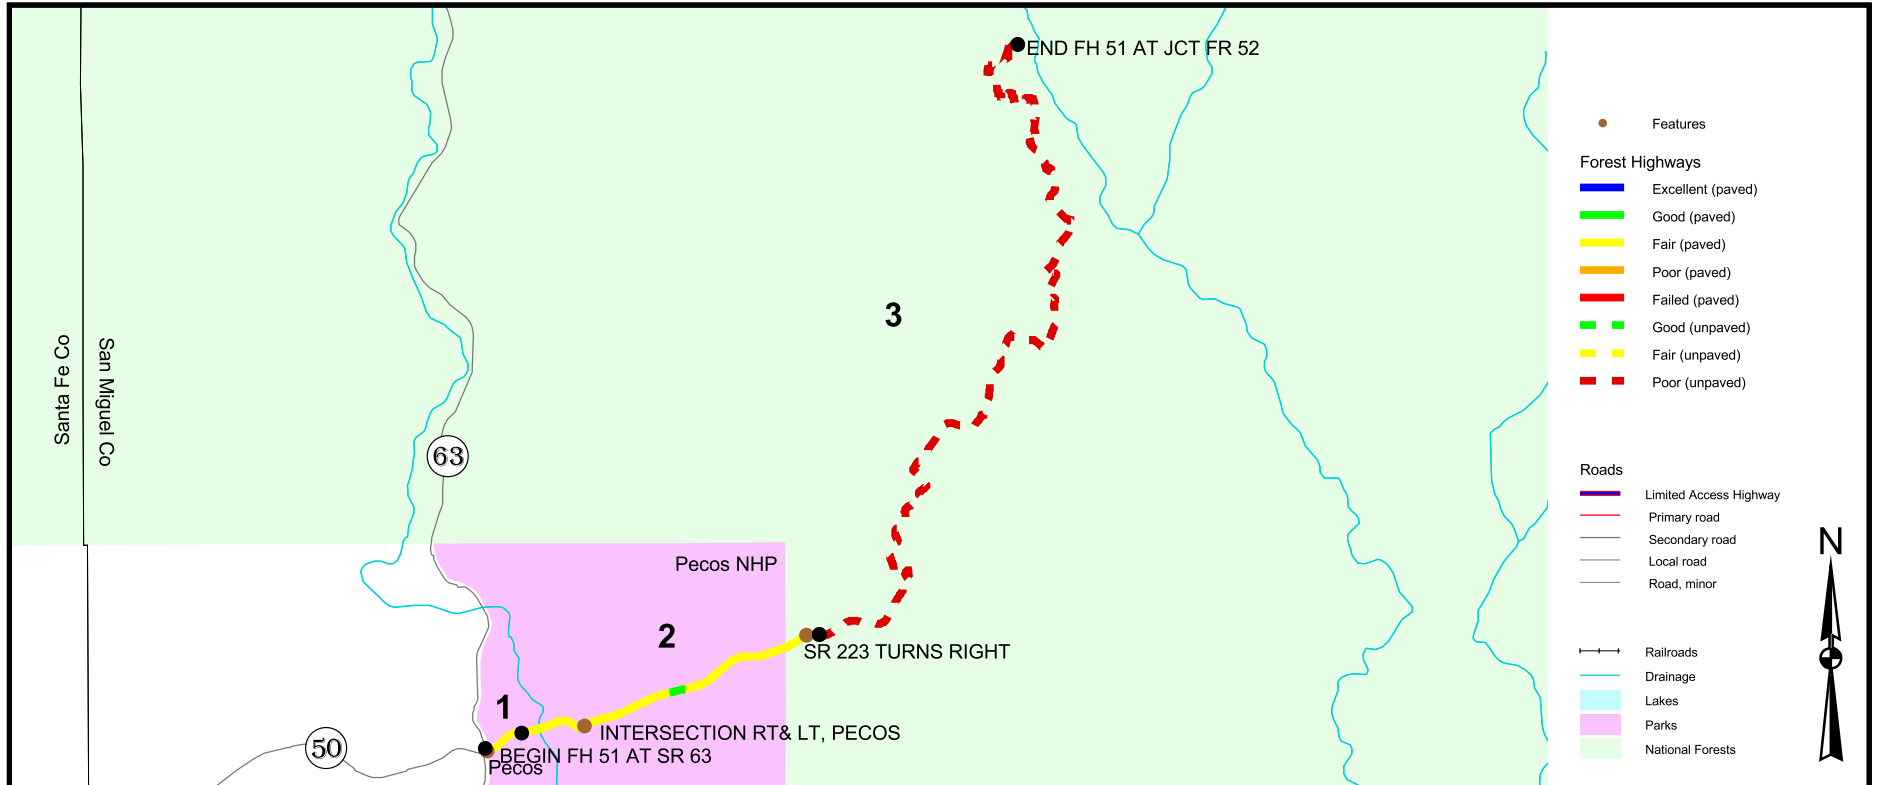 END FH 51 AT JCT FR 52
Santa Fe Co
San Miguel Co
63
3
Pecos NHP
2
SR 223 TURNS RIGHT
1
INTERSECTION RT& LT, PECOS
BEGIN FH 51 AT SR 63
Pecos
50
Features
Forest Highways
Excellent (paved)
Good (paved)
Fair (paved)
Poor (paved)
Failed (paved)
Good (unpaved)
Fair (unpaved)
Poor (unpaved)
Roads
Limited Access Highway
Primary road
Secondary road
Local road
Road, minor
Railroads
Drainage
Lakes
Parks
National Forests
N